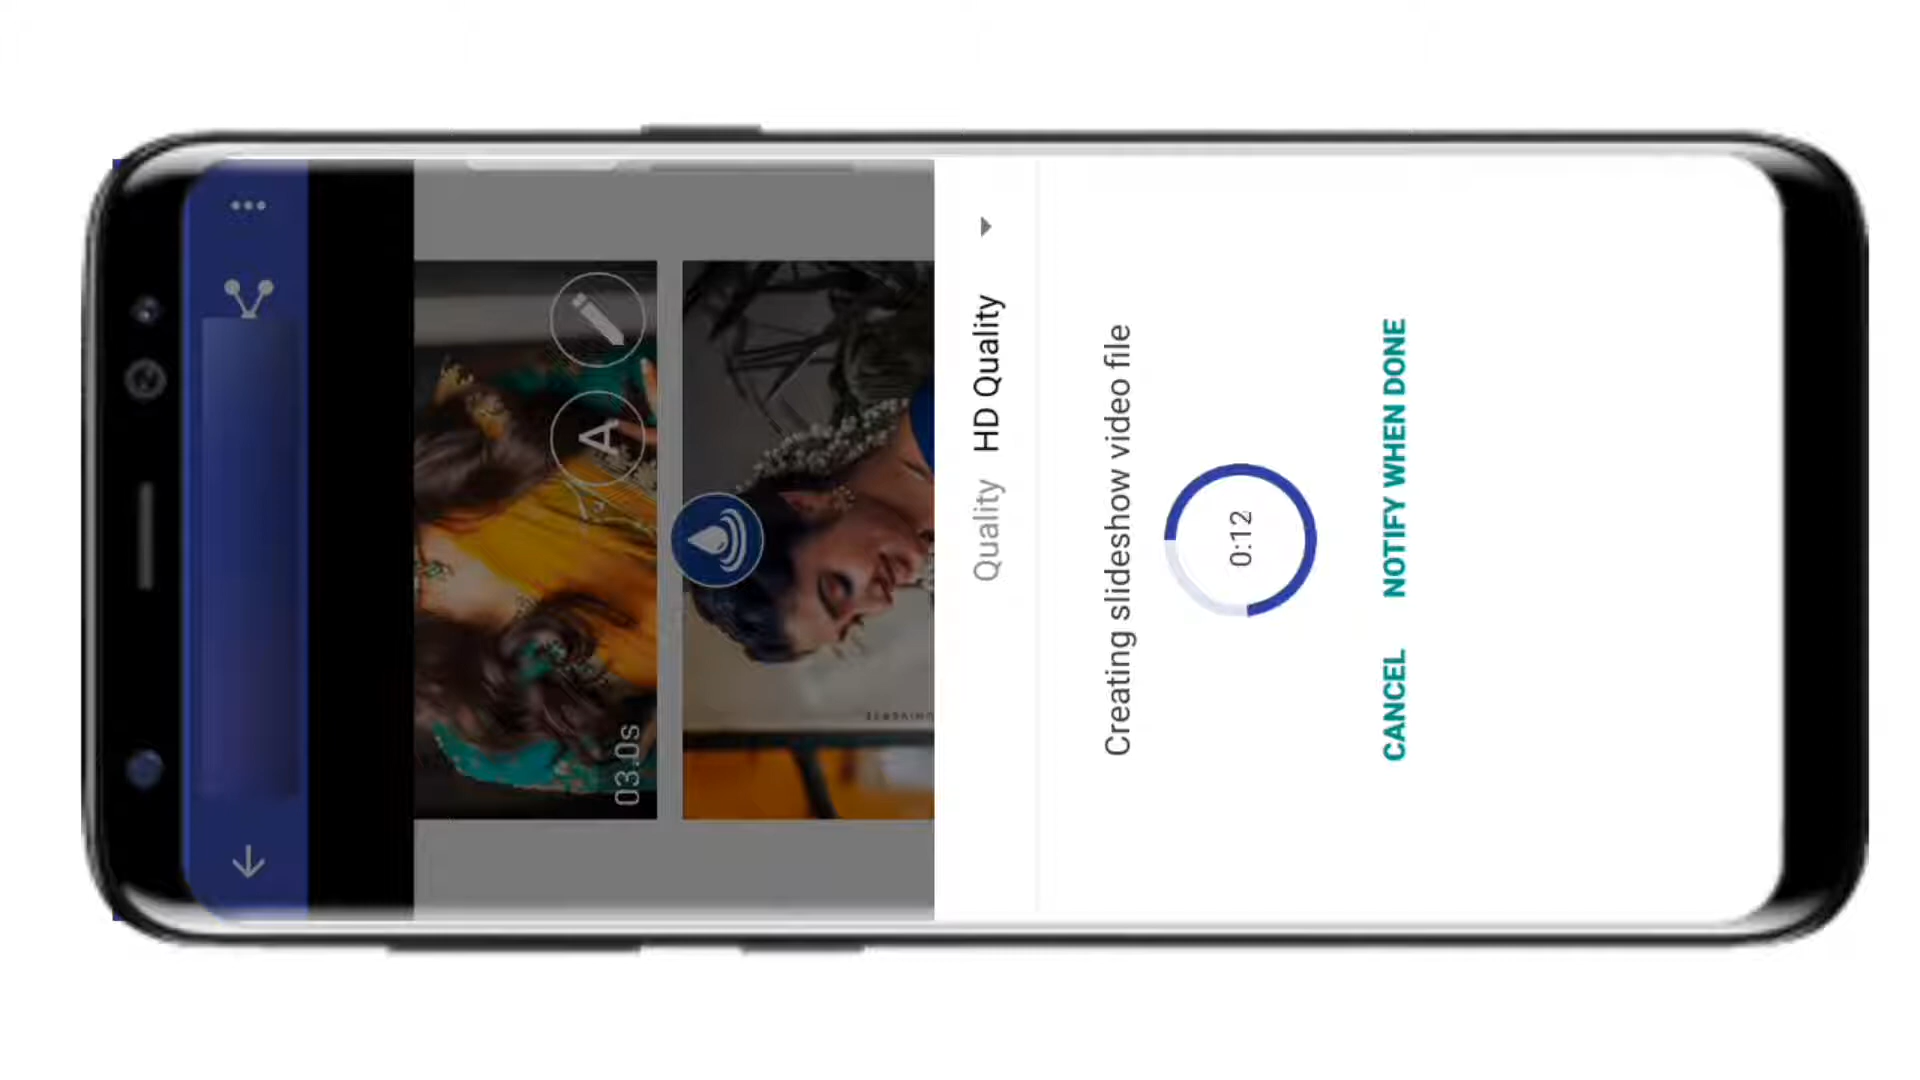 A
03.0s
Quality HD Quality
Creating slideshow video file
0:12
CANCEL NOTIFY WHEN DONE